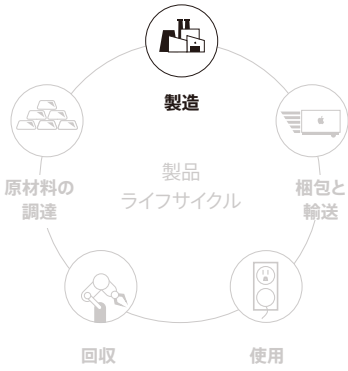 製造
原材料の
調達
製品
ライフサイクル
梱包と
輸送
回収
使用